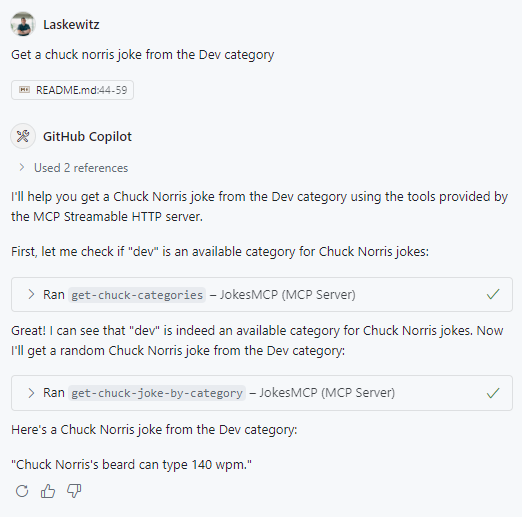 Laskewitz
Get a chuck norris joke from the Dev category
README.md:44-59
GitHub Copilot
Used 2 references
I'll help you get a Chuck Norris joke from the Dev category using the tools provided by
the MCP Streamable HTTP server.
First, let me check if "dev" is an available category for Chuck Norris jokes:
Ran get-chuck-categories – JokesMCP (MCP Server)
Great! I can see that "dev" is indeed an available category for Chuck Norris jokes. Now
I'll get a random Chuck Norris joke from the Dev category:
Ran get-chuck-joke-by-category – JokesMCP (MCP Server)
Here's a Chuck Norris joke from the Dev category:
"Chuck Norris's beard can type 140 wpm."